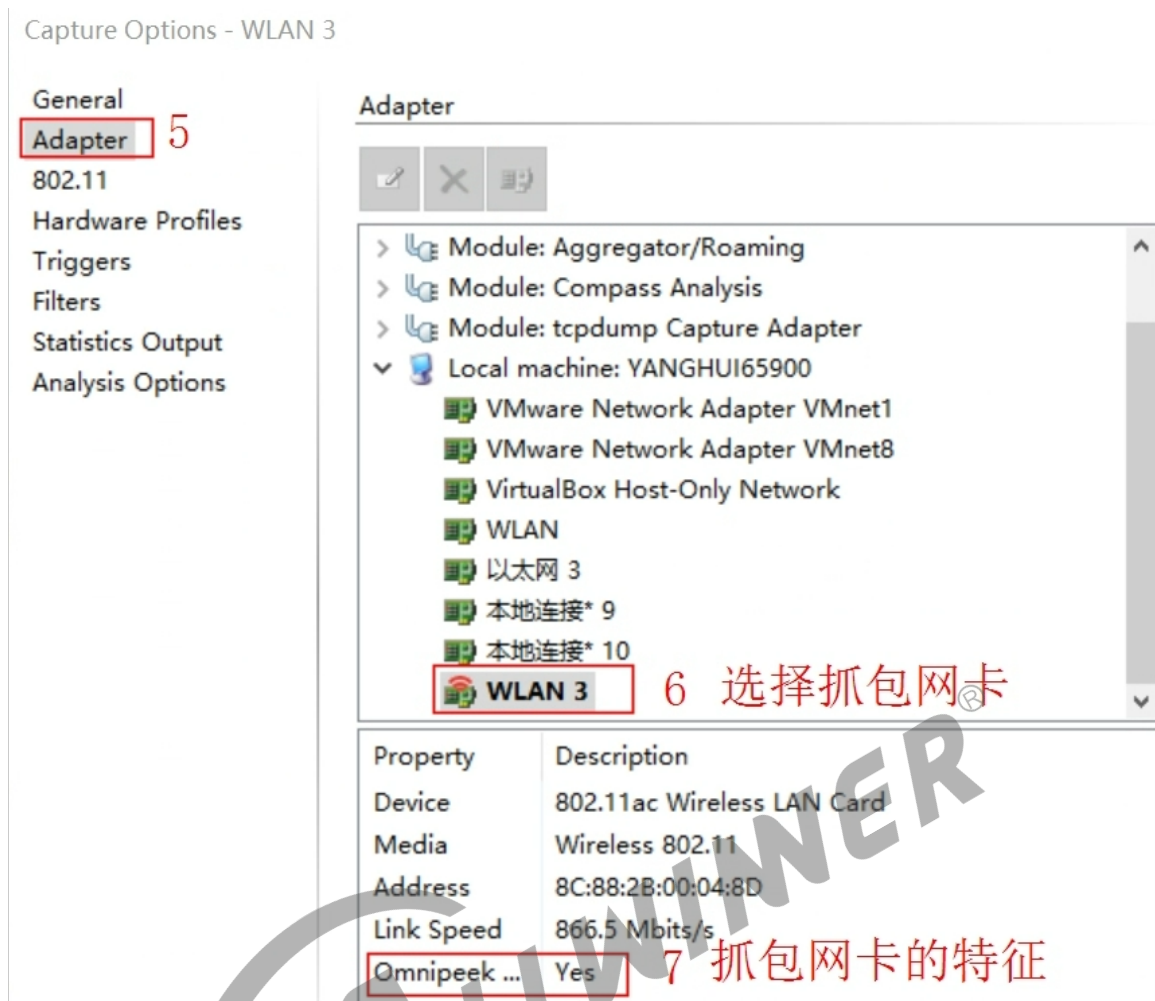 Capture Options - WLAN 3
General
Adapter
5
802.11
Hardware Profiles
Triggers
Filters
Statistics Output
Analysis Options
Adapter
Module: Aggregator/Roaming
Module: Compass Analysis
Module: tcpdump Capture Adapter
Local machine: YANGHUI65900
VMware Network Adapter VMnet1
VMware Network Adapter VMnet8
VirtualBox Host-Only Network
WLAN
以太网 3
本地连接* 9
本地连接* 10
WLAN 3
6 选择抓包网卡
®
Property Description
Device 802.11ac Wireless LAN Card
Media Wireless 802.11
Address 8C:88:2B:00:04:8D
Link Speed 866.5 Mbits/s
Omnipeek ... Yes
7 抓包网卡的特征